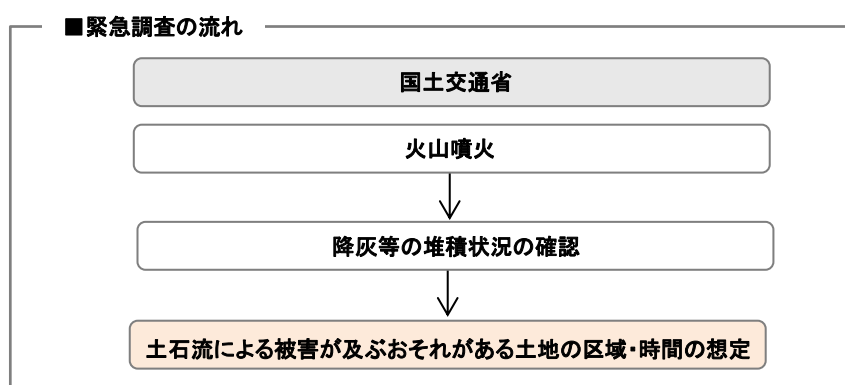 ■緊急調査の流れ
国土交通省
火山噴火
降灰等の堆積状況の確認
土石流による被害が及ぶおそれがある土地の区域・時間の想定